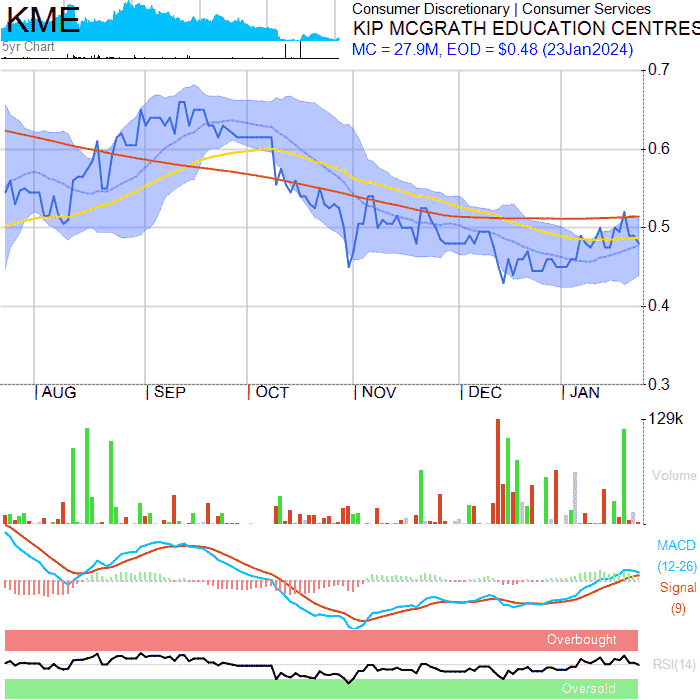 KME
Consumer Discretionary | Consumer Services
KIP MCGRATH EDUCATION CENTRES
MC = 27.9M, EOD = $0.48 (23Jan2024)
5yr Chart
0.7
0.6
0.5
0.4
0.3
AUG SEP OCT NOV DEC JAN
129k
Volume
MACD
(12-26)
Signal
(9)
Overbought
RSI(14)
Oversold